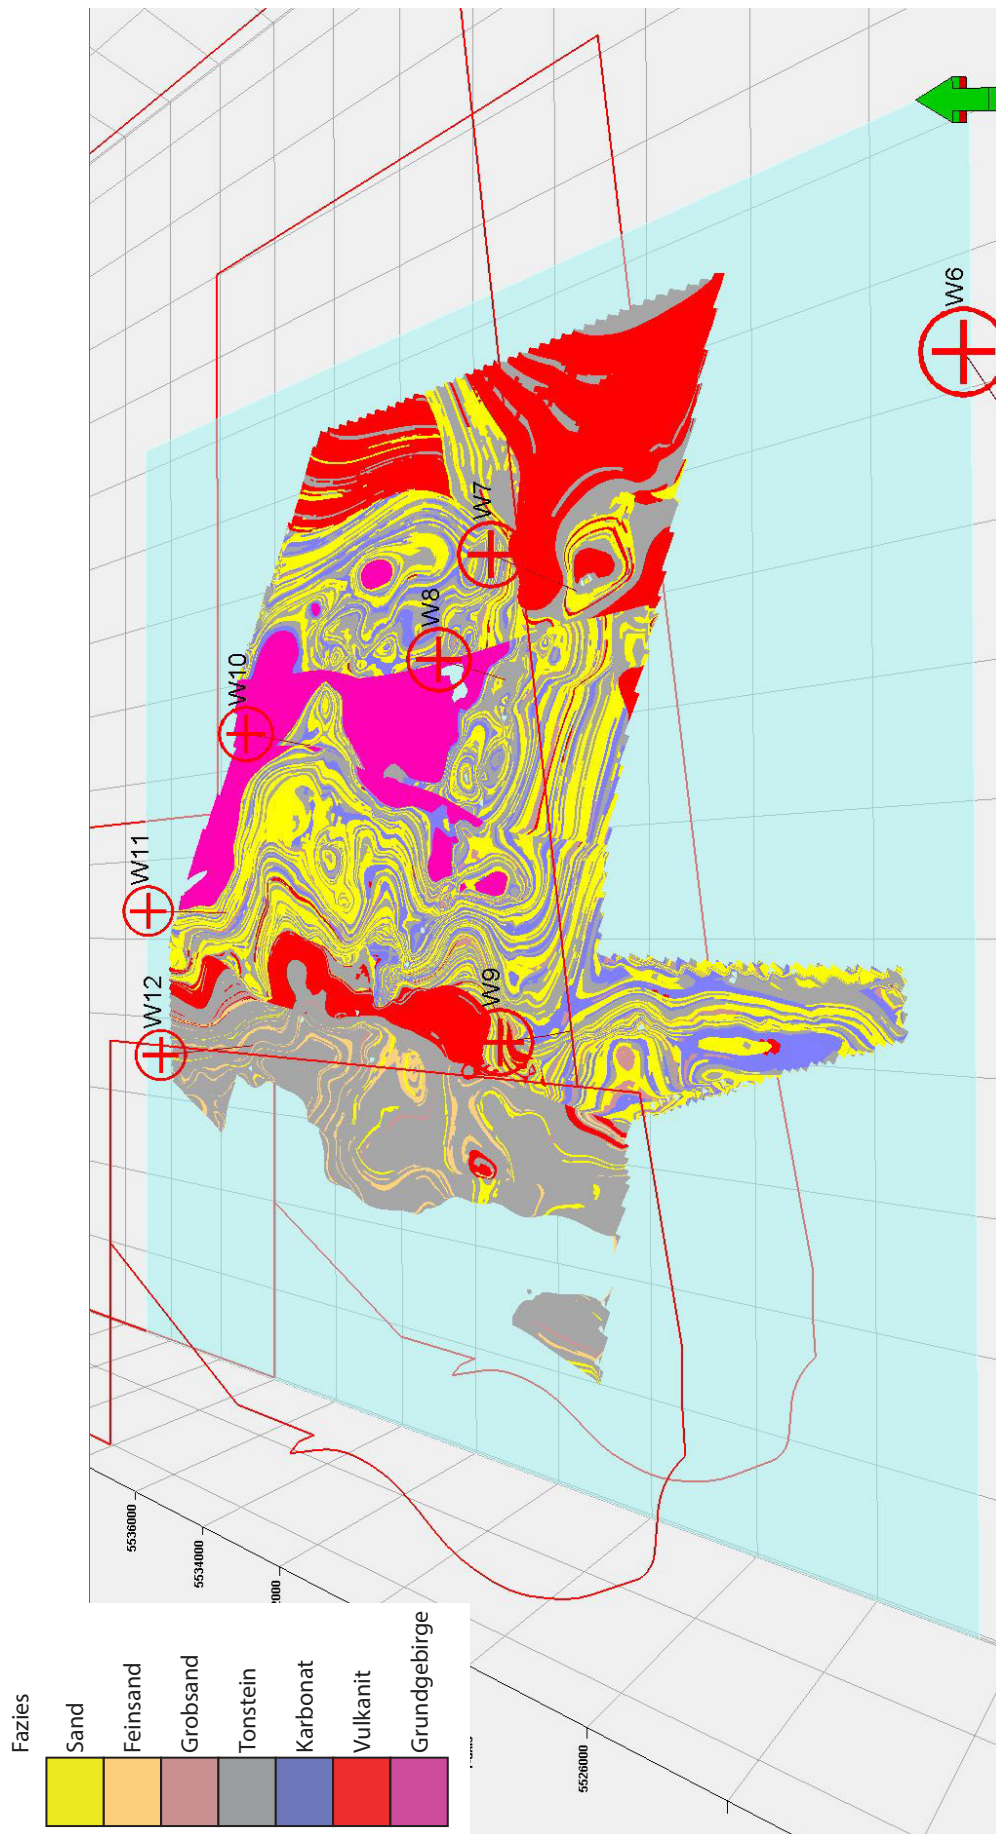 Fazies
Sand
Feinsand
Grobsand
Tonstein
Karbonat
Vulkanit
Grundgebirge
W12
W11
W10
W9
W8
W7
W6
5536000
5534000
5526000